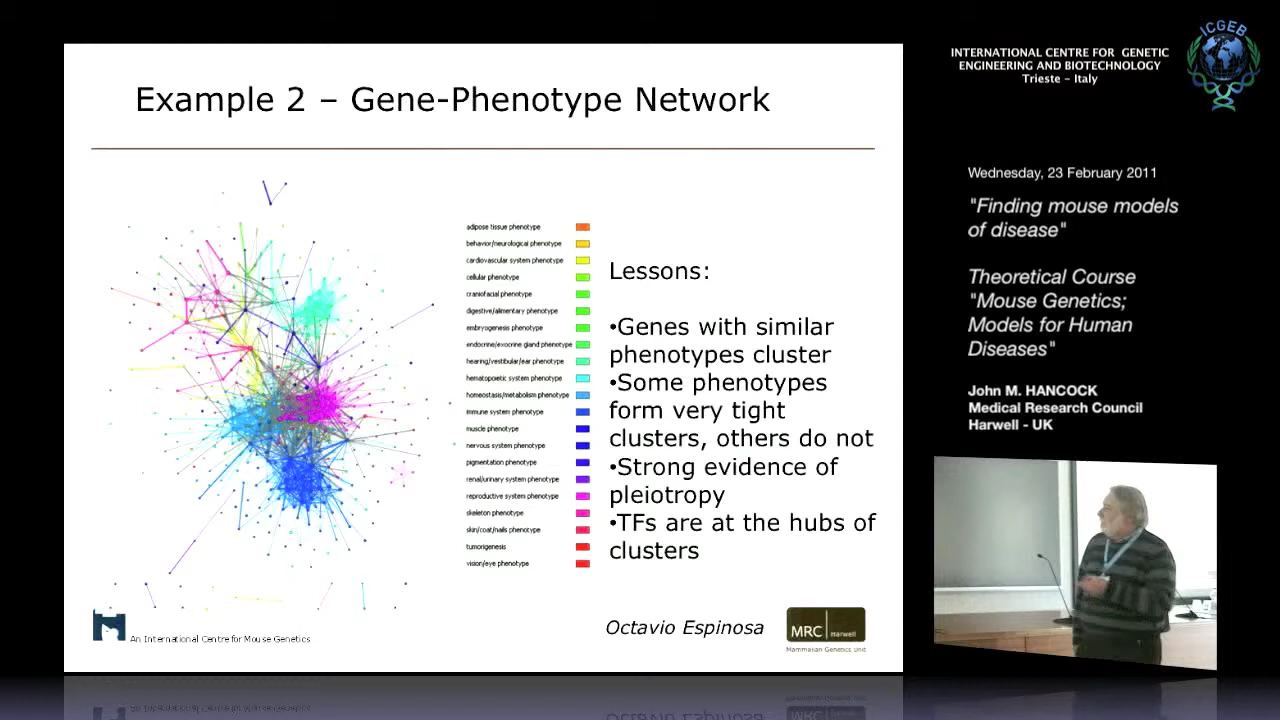 Example 2 – Gene-Phenotype Network
adipose tissue phenotype
behavior/neurological phenotype
cardiovascular system phenotype
cellular phenotype
craniofacial phenotype
digestive/alimentary phenotype
embryogenesis phenotype
endocrine/exocrine gland phenotype
hearing/vestibular/ear phenotype
hematopoietic system phenotype
homeostasis/metabolism phenotype
immune system phenotype
muscle phenotype
nervous system phenotype
pigmentation phenotype
renal/urinary system phenotype
reproductive system phenotype
skeleton phenotype
skin/coat/nails phenotype
tumorigenesis
vision/eye phenotype
Lessons:
•Genes with similar
phenotypes cluster
•Some phenotypes
form very tight
clusters, others do not
•Strong evidence of
pleiotropy
•TFs are at the hubs of
clusters
An International Centre for Mouse Genetics
Octavio Espinosa
MRC Harwell
Mammalian Genetics Unit
INTERNATIONAL CENTRE FOR GENETIC
ENGINEERING AND BIOTECHNOLOGY
Trieste - Italy
ICGEB
Wednesday, 23 February 2011
"Finding mouse models
of disease"
Theoretical Course
"Mouse Genetics;
Models for Human
Diseases"
John M. HANCOCK
Medical Research Council
Harwell - UK